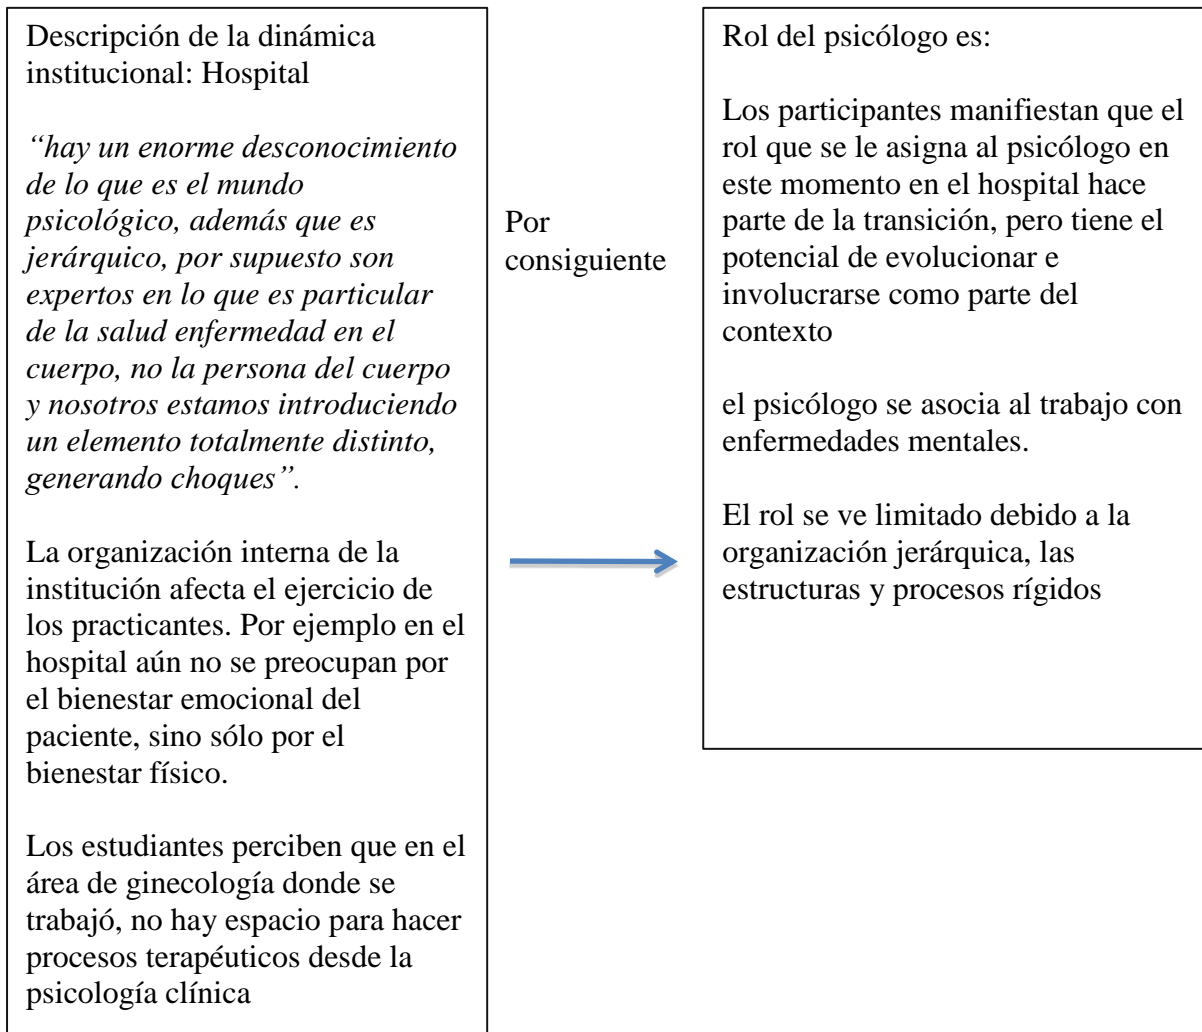 Descripción de la dinámica
institucional: Hospital
“hay un enorme desconocimiento
de lo que es el mundo
psicológico, además que es
jerárquico, por supuesto son
expertos en lo que es particular
de la salud enfermedad en el
cuerpo, no la persona del cuerpo
y nosotros estamos introduciendo
un elemento totalmente distinto,
generando choques”.
La organización interna de la
institución afecta el ejercicio de
los practicantes. Por ejemplo en el
hospital aún no se preocupan por
el bienestar emocional del
paciente, sino sólo por el
bienestar físico.
Los estudiantes perciben que en el
área de ginecología donde se
trabajó, no hay espacio para hacer
procesos terapéuticos desde la
psicología clínica
Por
consiguiente
Rol del psicólogo es:
Los participantes manifiestan que el
rol que se le asigna al psicólogo en
este momento en el hospital hace
parte de la transición, pero tiene el
potencial de evolucionar e
involucrarse como parte del
contexto
el psicólogo se asocia al trabajo con
enfermedades mentales.
El rol se ve limitado debido a la
organización jerárquica, las
estructuras y procesos rígidos